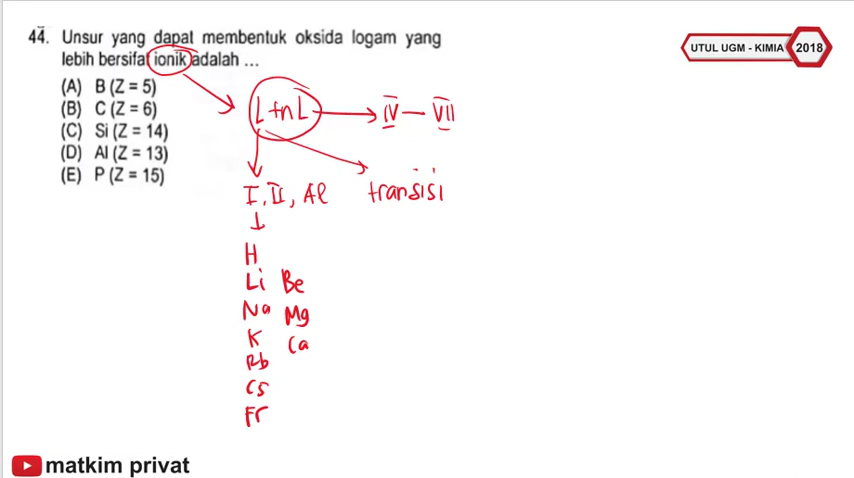 44. Unsur yang dapat membentuk oksida logam yang
lebih bersifat ionik adalah ...
(A) B (Z = 5)
(B) C (Z = 6)
(C) Si (Z = 14)
(D) Al (Z = 13)
(E) P (Z = 15)
UTUL UGM - KIMIA 2018
L + nL
IV — VII
I, II, Al
transisi
H
Li Be
Na Mg
K Ca
Rb
Cs
Fr
matkim privat